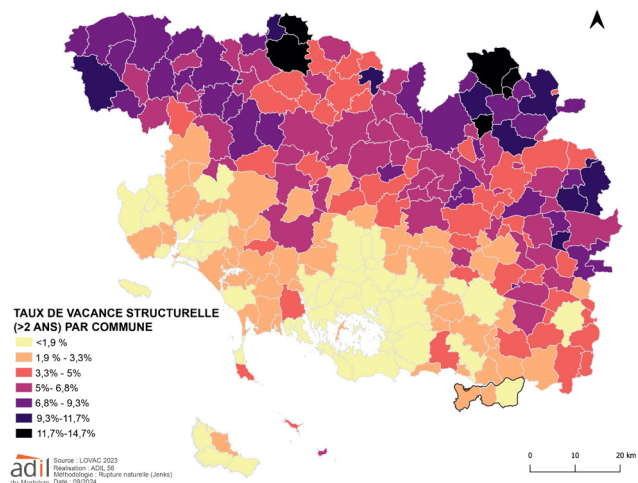 TAUX DE VACANCE STRUCTURELLE
(>2 ANS) PAR COMMUNE
<1,9 %
1,9 % - 3,3%
3,3% - 5%
5% - 6,8%
6,8% - 9,3%
9,3%-11,7%
11,7%-14,7%
adil
du Morbihan
Source : LOVAC 2023
Réalisation : ADIL 56
Méthodologie : Rupture naturelle (Jenks)
Date : 09/2024
0 10 20 km